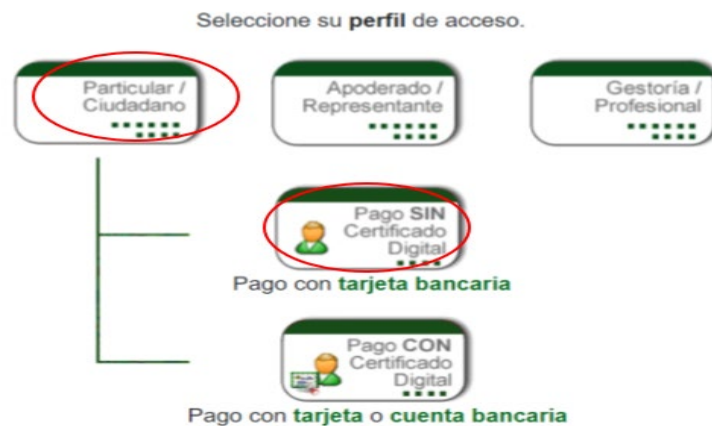 Seleccione su perfil de acceso.
Particular /
Ciudadano
Apoderado /
Representante
Gestoría /
Profesional
Pago SIN
Certificado
Digital
Pago con tarjeta bancaria
Pago CON
Certificado
Digital
Pago con tarjeta o cuenta bancaria